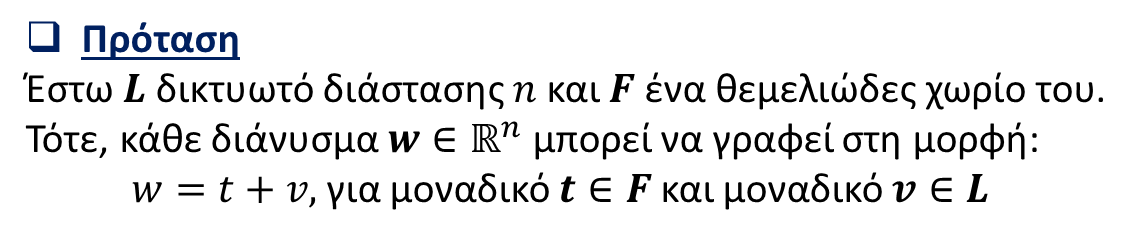 ❑ Πρόταση
Έστω L δικτυωτό διάστασης n και F ένα θεμελιώδες χωρίο του.
Τότε, κάθε διάνυσμα w ∈ ℝⁿ μπορεί να γραφεί στη μορφή:
w = t + v, για μοναδικό t ∈ F και μοναδικό v ∈ L